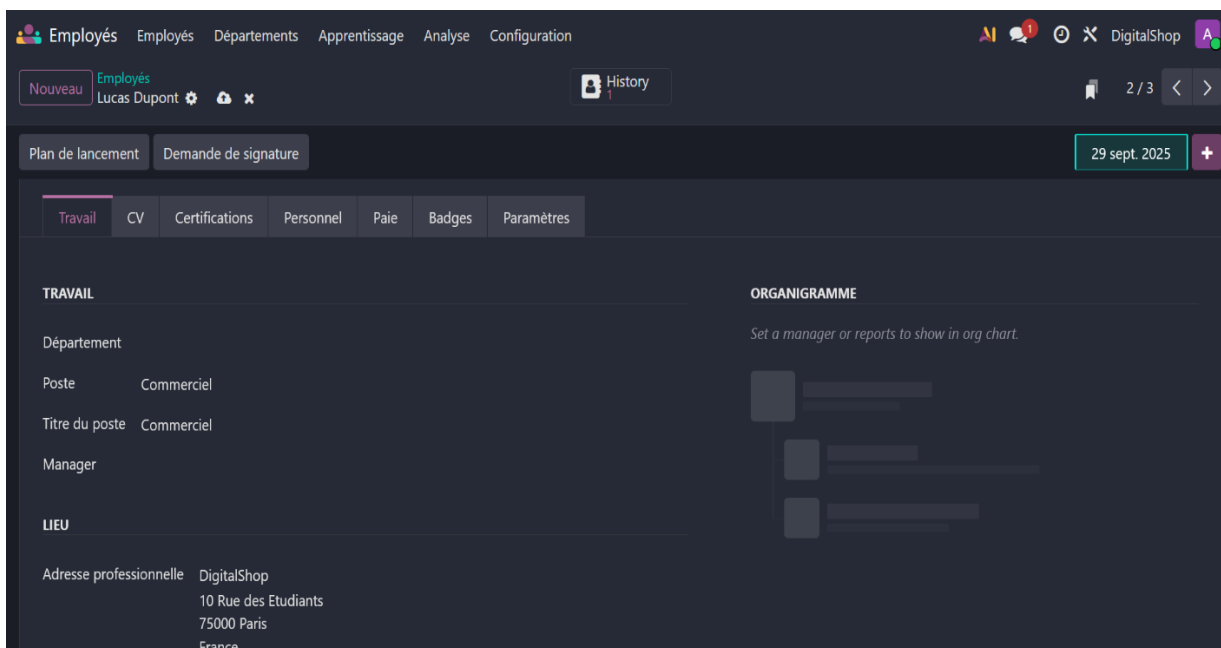 Employés Employés Départements Apprentissage Analyse Configuration AI 1 DigitalShop A
Nouveau Employés
Lucas Dupont
History
1
2 / 3
Plan de lancement Demande de signature 29 sept. 2025 +
Travail CV Certifications Personnel Paie Badges Paramètres
TRAVAIL
Département
Poste Commerciel
Titre du poste Commerciel
Manager
LIEU
Adresse professionnelle DigitalShop
10 Rue des Etudiants
75000 Paris
France
ORGANIGRAMME
Set a manager or reports to show in org chart.